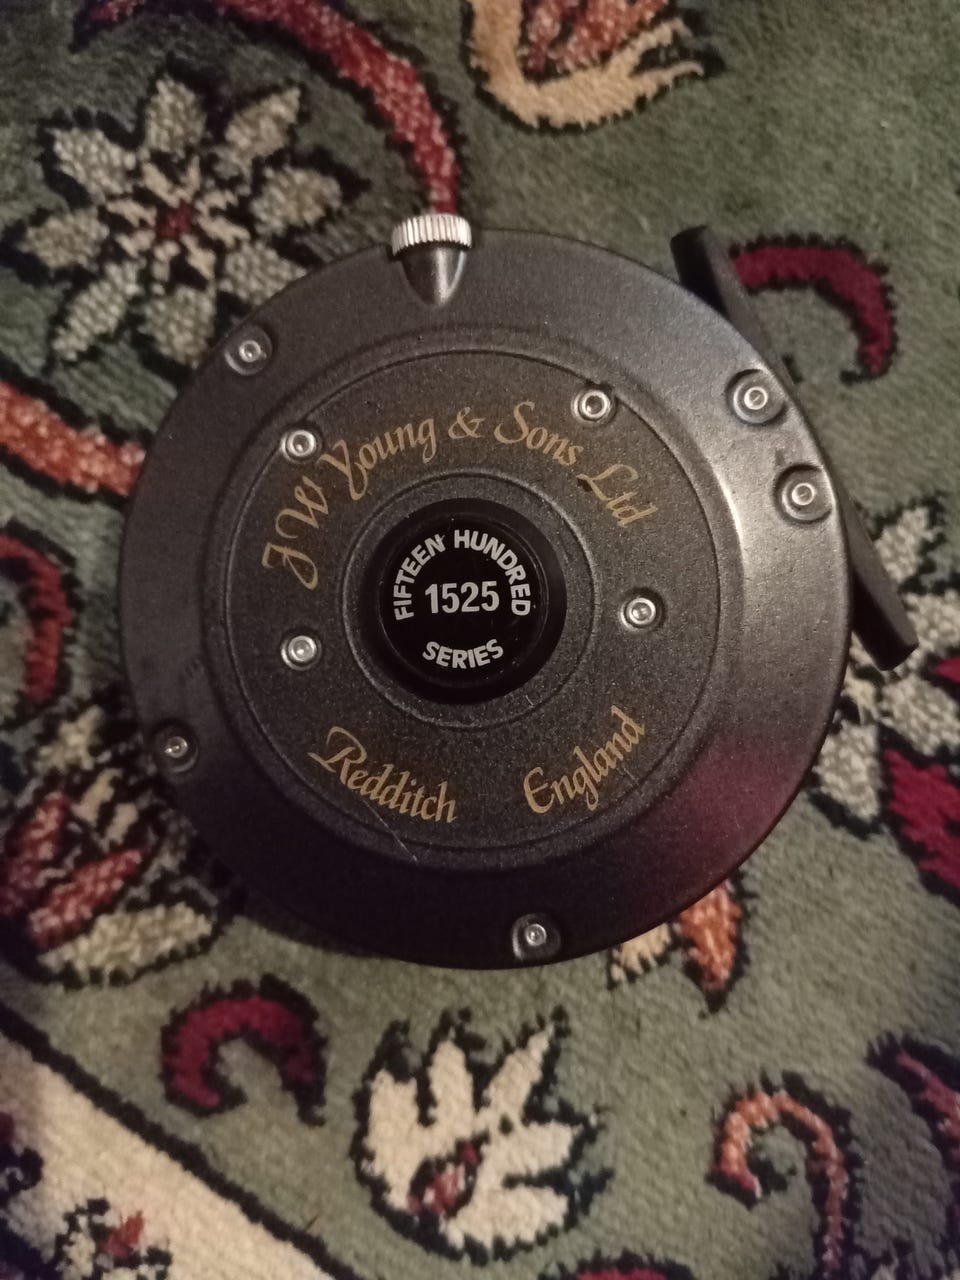 J W Young & Sons Ltd
FIFTEEN HUNDRED
1525
SERIES
Redditch England